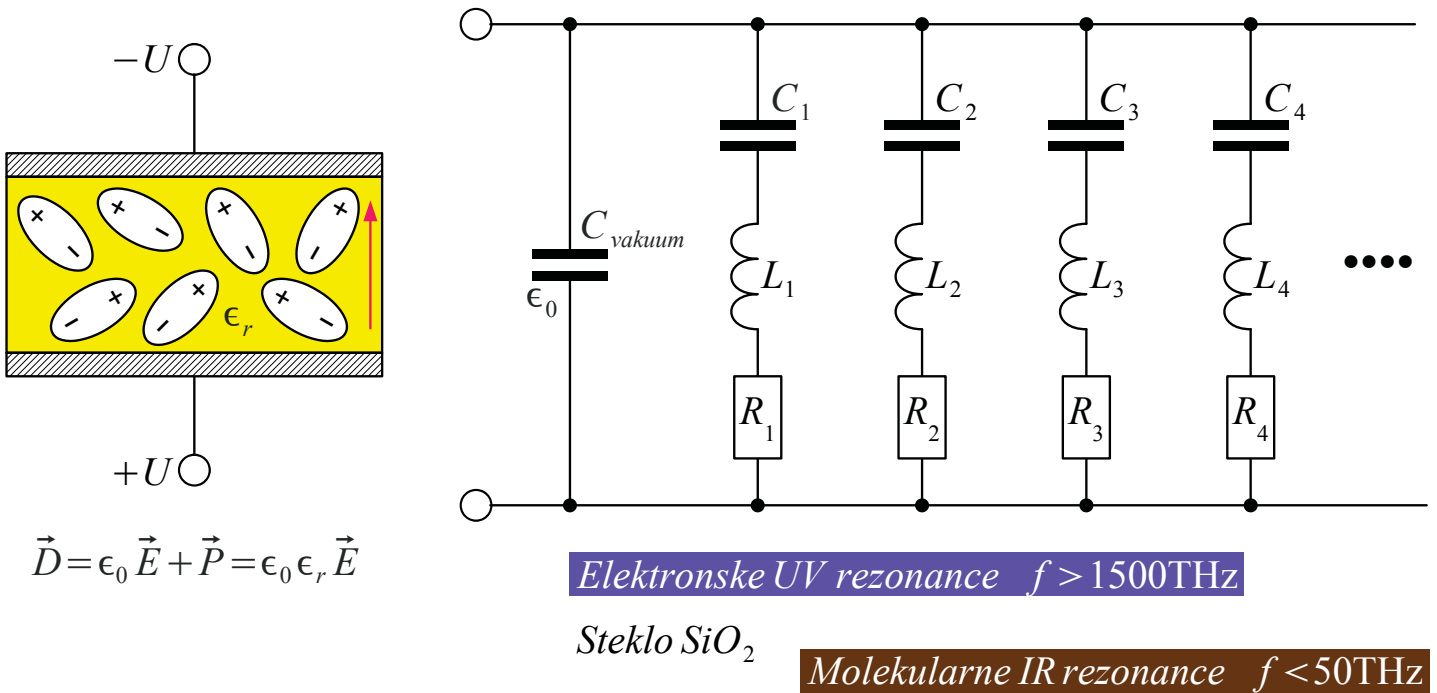 −U
+ − + − + − + −
− + − + + −
ϵr
+U
D⃗ = ϵ0 E⃗ + P⃗ = ϵ0 ϵr E⃗
C1 C2 C3 C4
Cvakuum
ϵ0
L1 L2 L3 L4
R1 R2 R3 R4
Elektronske UV rezonance f > 1500THz
Steklo SiO2
Molekularne IR rezonance f < 50THz